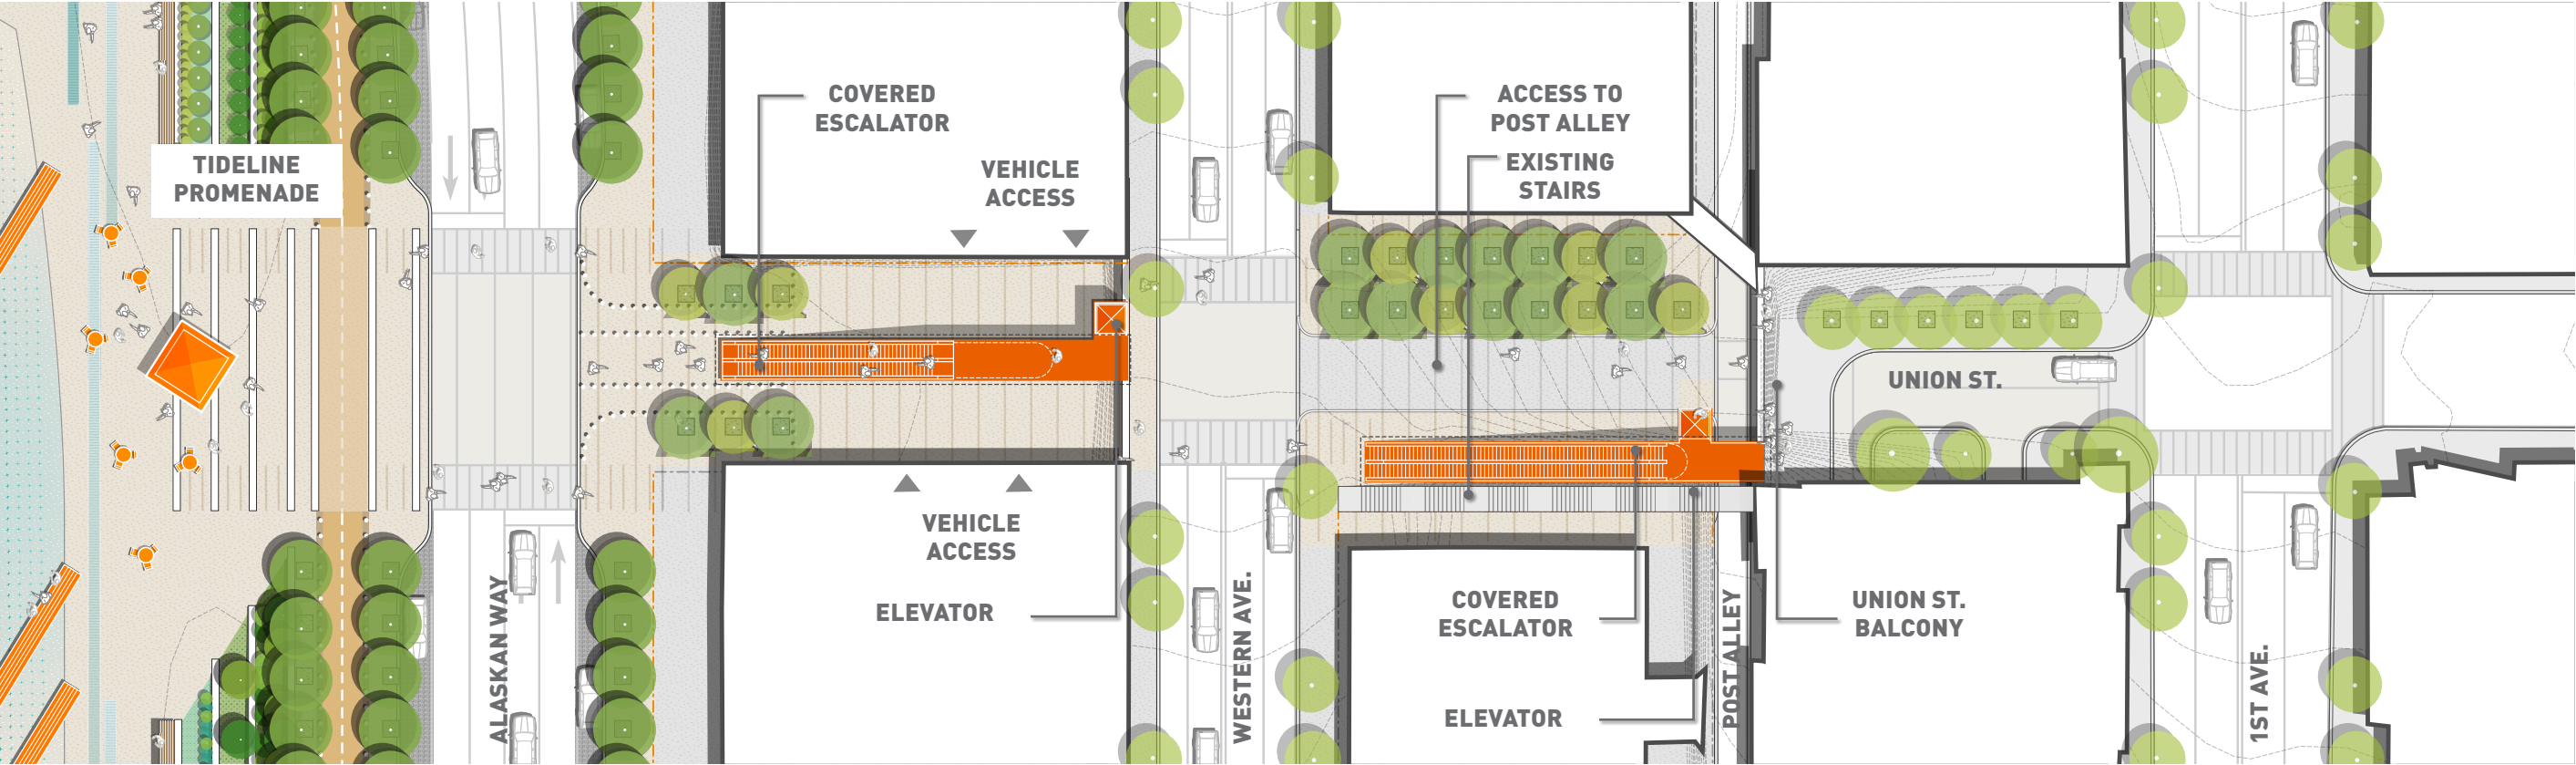 COVERED
ESCALATOR
ACCESS TO
POST ALLEY
TIDELINE
PROMENADE
VEHICLE
ACCESS
EXISTING
STAIRS
UNION ST.
VEHICLE
ACCESS
ELEVATOR
COVERED
ESCALATOR
UNION ST.
BALCONY
ELEVATOR
ALASKAN WAY
WESTERN AVE.
POST ALLEY
1ST AVE.